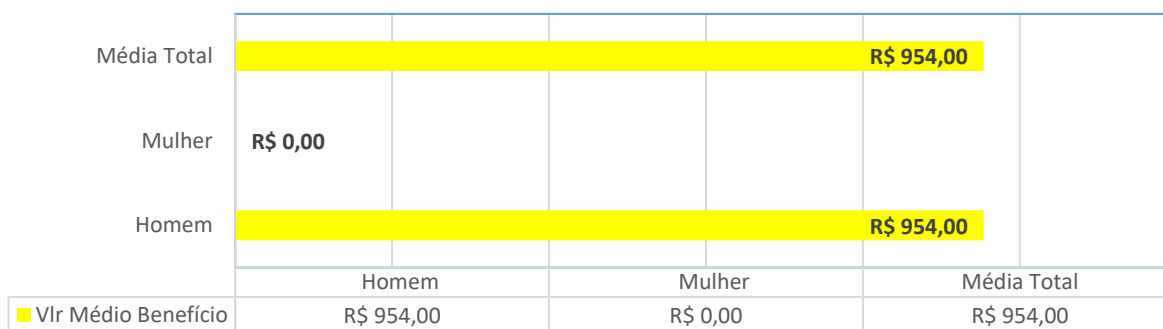 Média Total
R$ 954,00
Mulher
R$ 0,00
Homem
R$ 954,00
Homem Mulher Média Total
Vlr Médio Benefício R$ 954,00 R$ 0,00 R$ 954,00